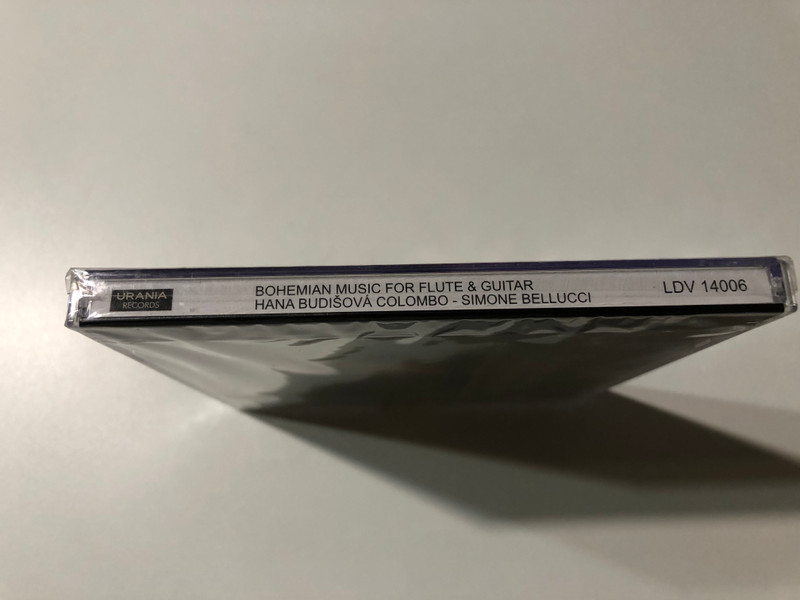 URANIA
RECORDS
BOHEMIAN MUSIC FOR FLUTE & GUITAR
HANA BUDIŠOVÁ COLOMBO - SIMONE BELLUCCI
LDV 14006